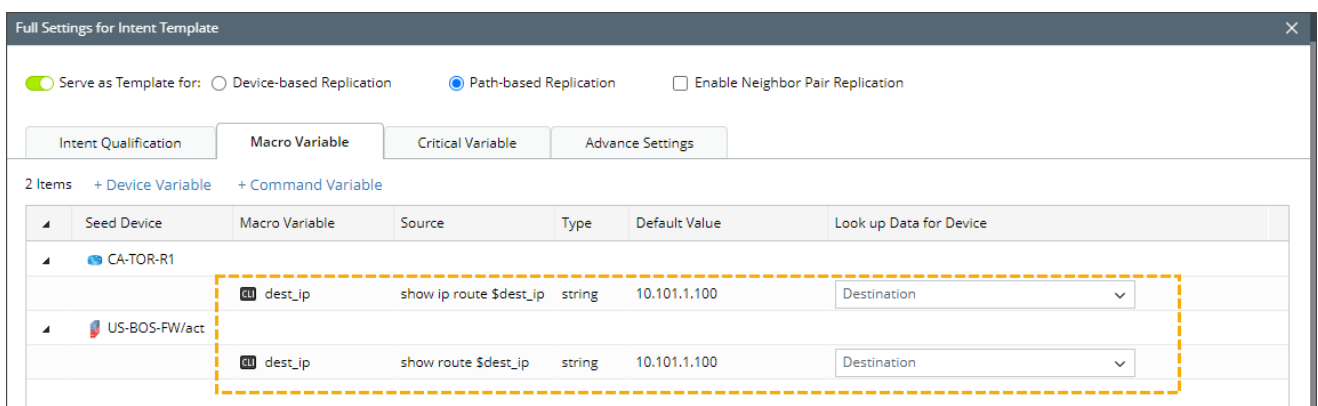 Full Settings for Intent Template
Serve as Template for: Device-based Replication Path-based Replication Enable Neighbor Pair Replication
Intent Qualification Macro Variable Critical Variable Advance Settings
2 Items + Device Variable + Command Variable
Seed Device Macro Variable Source Type Default Value Look up Data for Device
CA-TOR-R1
CLI dest_ip show ip route $dest_ip string 10.101.1.100 Destination
US-BOS-FW/act
CLI dest_ip show route $dest_ip string 10.101.1.100 Destination